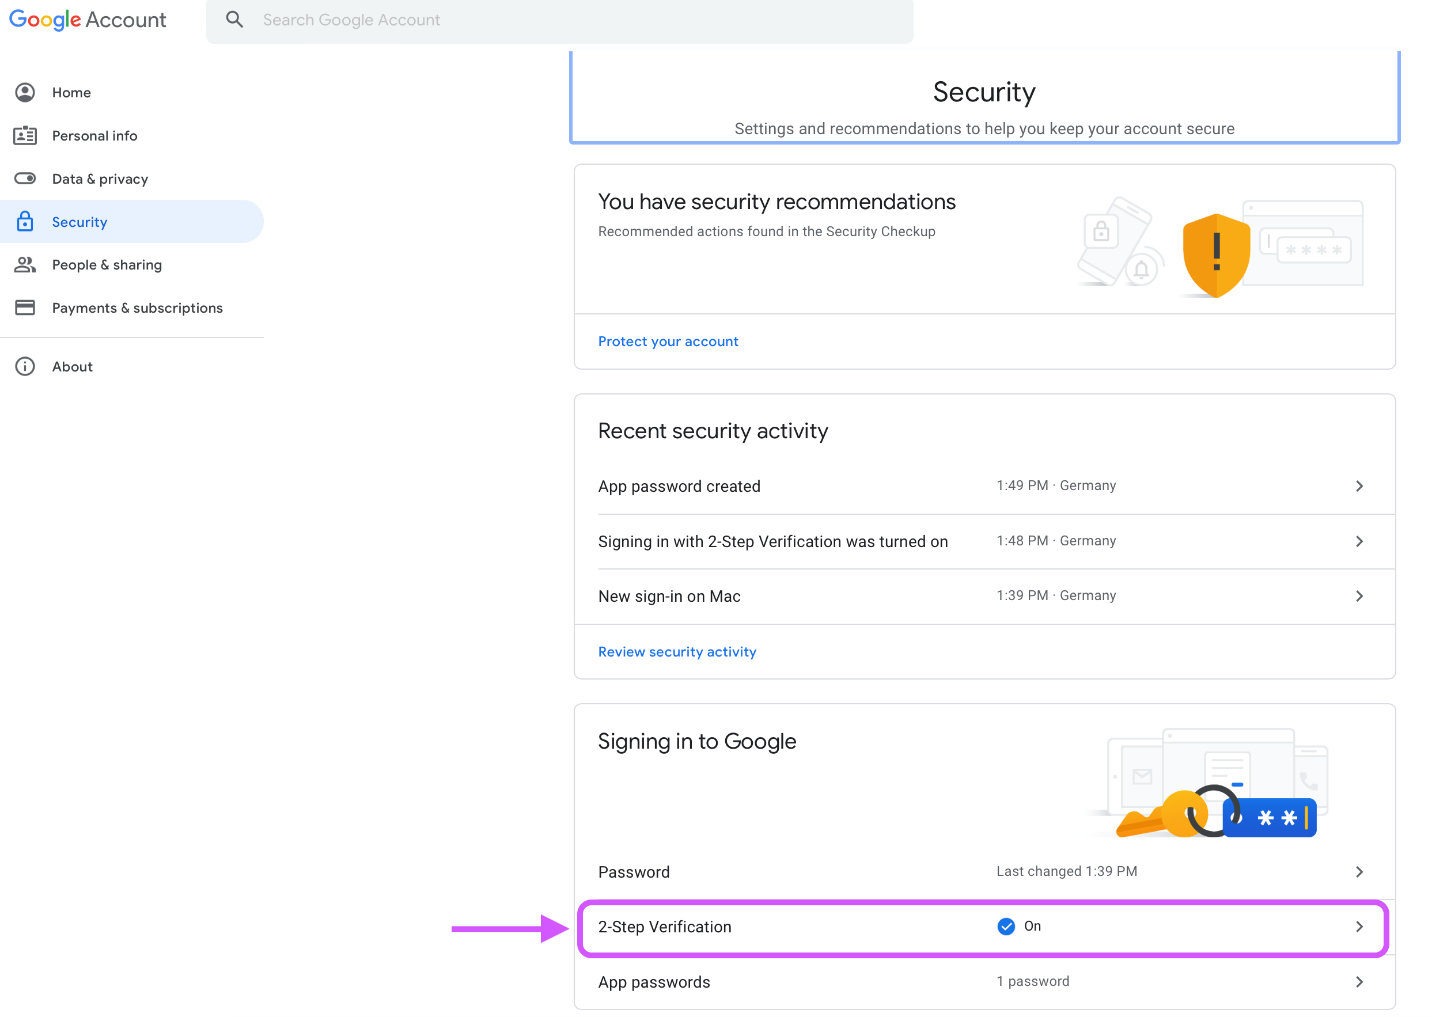 Google Account
Search Google Account
Home
Personal info
Data & privacy
Security
People & sharing
Payments & subscriptions
About
Security
Settings and recommendations to help you keep your account secure
You have security recommendations
Recommended actions found in the Security Checkup
Protect your account
Recent security activity
App password created 1:49 PM · Germany
Signing in with 2-Step Verification was turned on 1:48 PM · Germany
New sign-in on Mac 1:39 PM · Germany
Review security activity
Signing in to Google
Password Last changed 1:39 PM
2-Step Verification On
App passwords 1 password